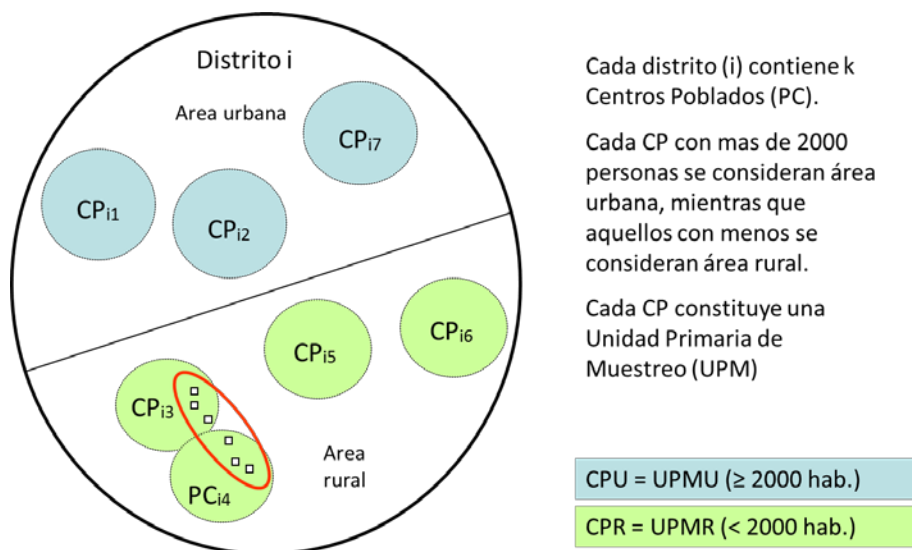 Distrito i
Area urbana
CPi7
CPi1
CPi2
CPi6
CPi5
CPi3
PCi4
Area
rural
Cada distrito (i) contiene k
Centros Poblados (PC).
Cada CP con mas de 2000
personas se consideran área
urbana, mientras que
aquellos con menos se
consideran área rural.
Cada CP constituye una
Unidad Primaria de
Muestreo (UPM)
CPU = UPMU (≥ 2000 hab.)
CPR = UPMR (< 2000 hab.)